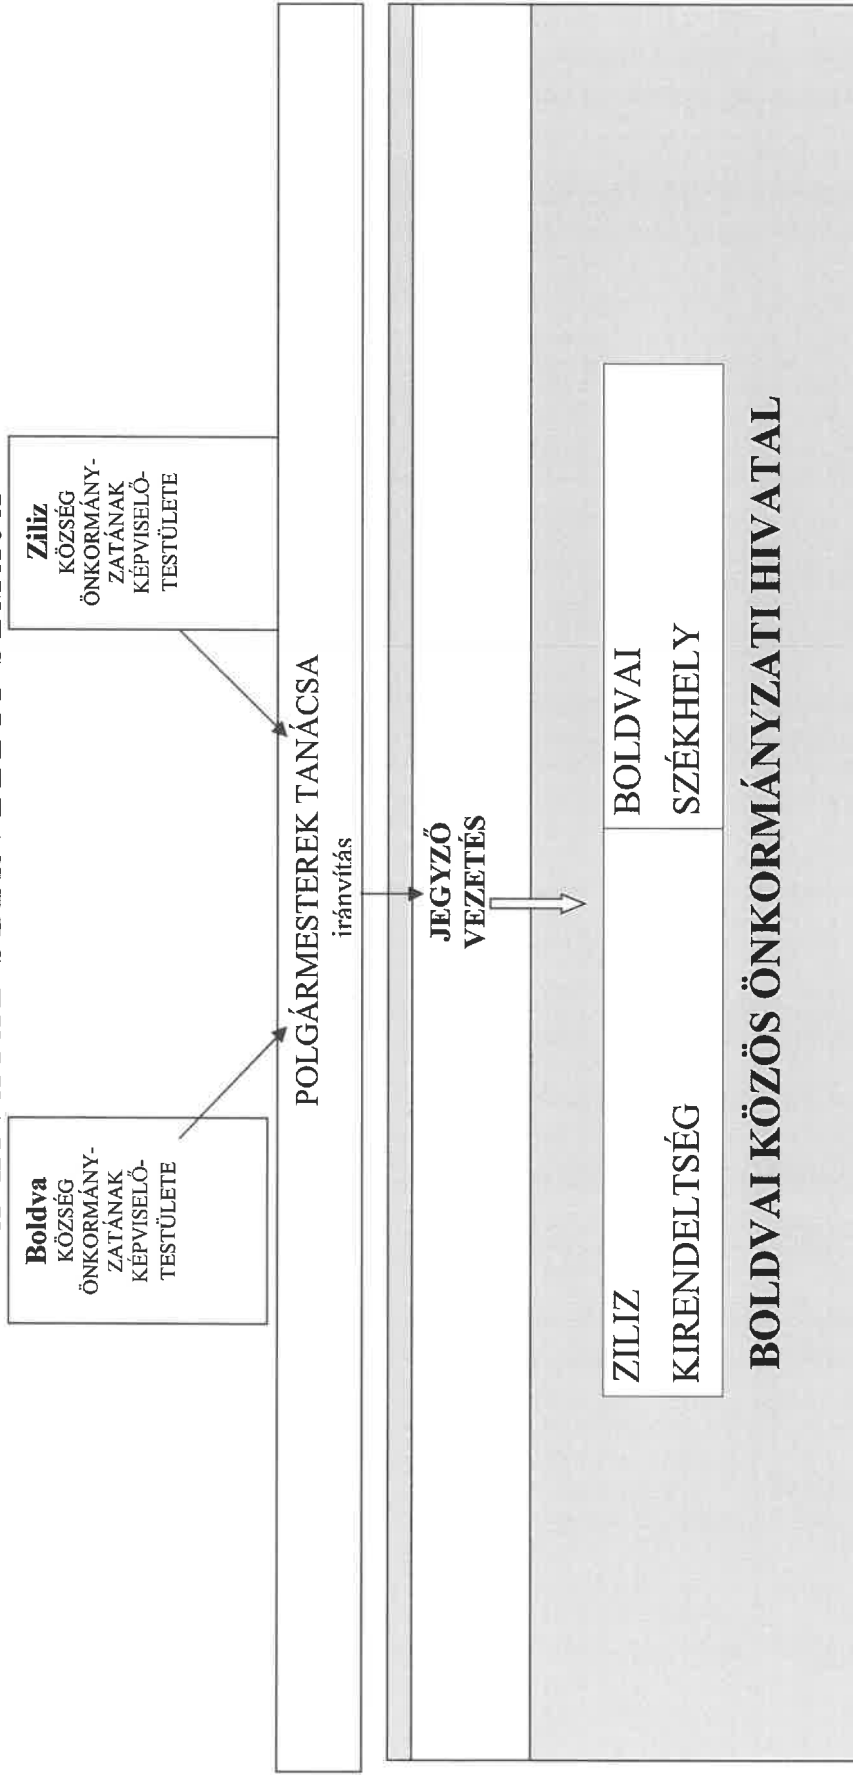 Boldva
KÖZSÉG
ÖNKORMÁNY-
ZATÁNAK
KÉPVISELŐ-
TESTÜLETE
Ziliz
KÖZSÉG
ÖNKORMÁNY-
ZATÁNAK
KÉPVISELŐ-
TESTÜLETE
POLGÁRMESTEREK TANÁCSA
irányítás
JEGYZŐ
VEZETÉS
ZILIZ
KIRENDELTSÉG
BOLDVAI
SZÉKHELY
BOLDVAI KÖZÖS ÖNKORMÁNYZATI HIVATAL